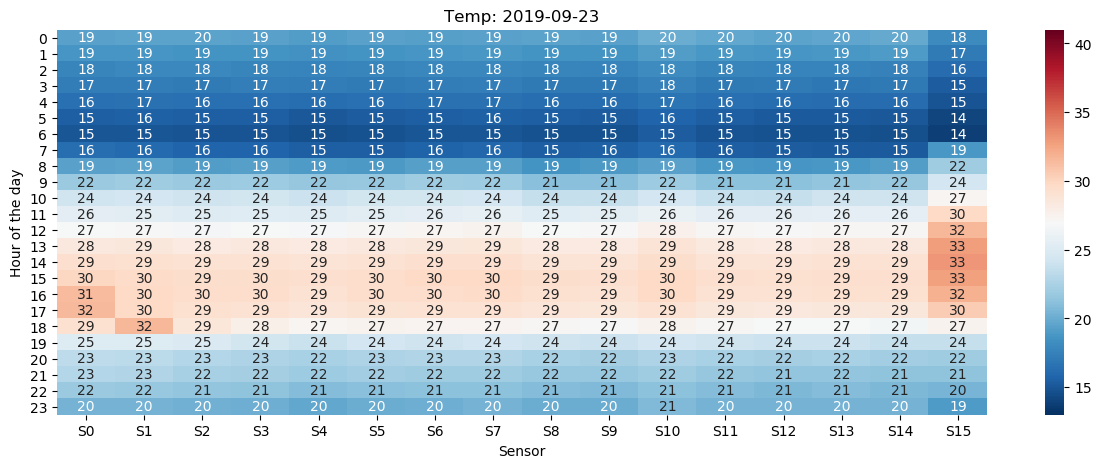 Temp: 2019-09-23
Hour of the day
0 19 19 20 19 19 19 19 19 19 19 20 20 20 20 20 18
1 19 19 19 19 19 19 19 19 19 19 19 19 19 19 19 17
2 18 18 18 18 18 18 18 18 18 18 18 18 18 18 18 16
3 17 17 17 17 17 17 17 17 17 17 18 17 17 17 17 15
4 16 17 16 16 16 16 17 17 16 16 17 16 16 16 16 15
5 15 16 15 15 15 15 15 16 15 15 16 15 15 15 15 14
6 15 15 15 15 15 15 15 15 15 15 15 15 15 15 15 14
7 16 16 16 16 15 15 16 16 15 16 16 16 15 15 15 19
8 19 19 19 19 19 19 19 19 19 19 19 19 19 19 19 22
9 22 22 22 22 22 22 22 22 21 21 22 21 21 21 22 24
10 24 24 24 24 24 24 24 24 24 24 24 24 24 24 24 27
11 26 25 25 25 25 25 26 26 25 25 26 26 26 26 26 30
12 27 27 27 27 27 27 27 27 27 27 28 27 27 27 27 32
13 28 29 28 28 28 28 29 29 28 28 29 28 28 28 28 33
14 29 29 29 29 29 29 29 29 29 29 29 29 29 29 29 33
15 30 30 29 30 29 30 30 30 29 29 30 29 29 29 29 33
16 31 30 30 30 29 30 30 30 29 29 30 29 29 29 29 32
17 32 30 29 29 29 29 29 29 29 29 29 29 29 29 29 30
18 29 32 29 28 27 27 27 27 27 27 28 27 27 27 27 27
19 25 25 25 24 24 24 24 24 24 24 24 24 24 24 24 24
20 23 23 23 23 22 23 23 23 22 22 23 22 22 22 22 22
21 23 23 22 22 22 22 22 22 22 22 22 22 21 22 21 21
22 22 22 21 21 21 21 21 21 21 21 21 21 21 21 21 20
23 20 20 20 20 20 20 20 20 20 20 21 20 20 20 20 19
S0 S1 S2 S3 S4 S5 S6 S7 S8 S9 S10 S11 S12 S13 S14 S15
Sensor
40
35
30
25
20
15